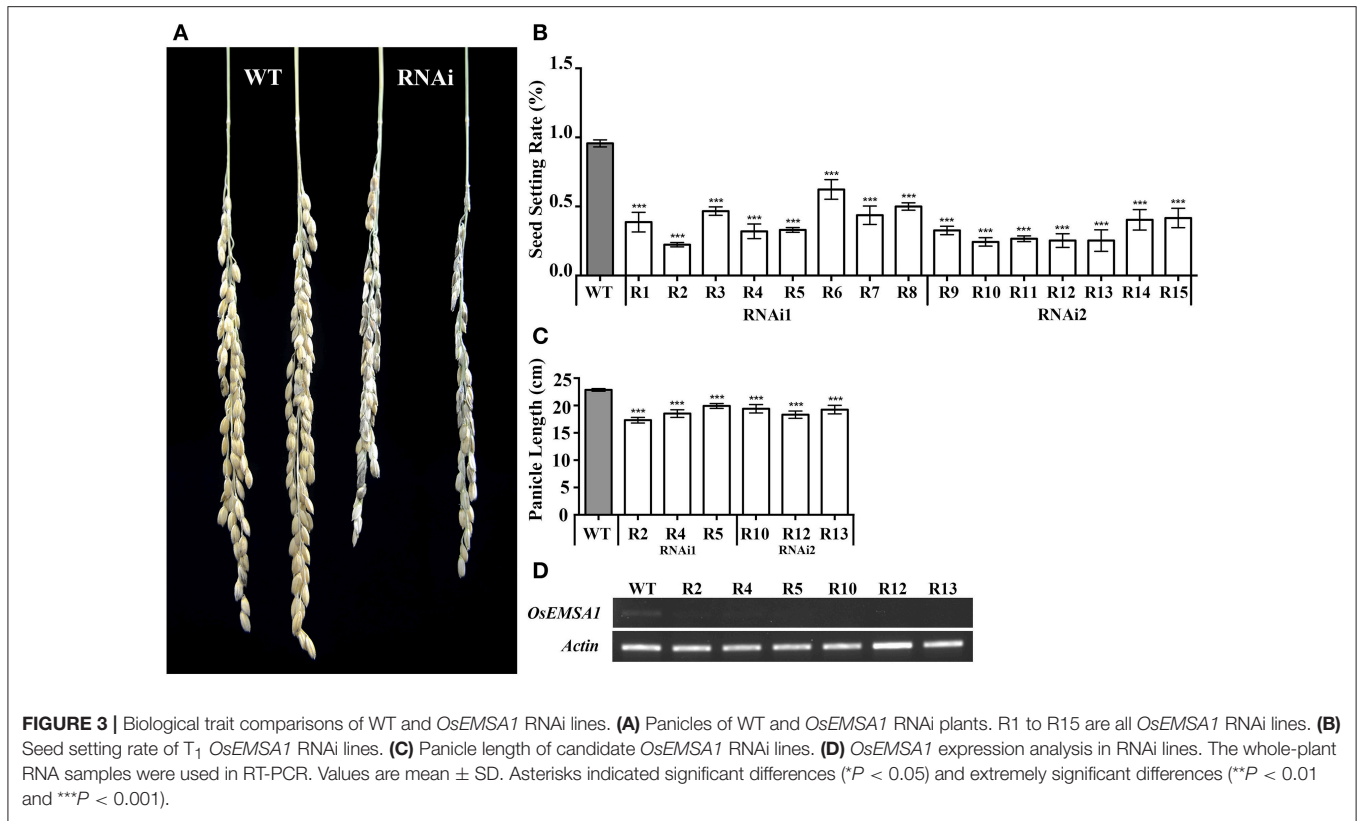 A
WT RNAi
B
Seed Setting Rate (%)
1.5
1.0
0.5
0.0
*** *** *** *** *** *** *** *** *** *** *** *** *** *** ***
WT R1 R2 R3 R4 R5 R6 R7 R8 R9 R10 R11 R12 R13 R14 R15
RNAi1 RNAi2
C
Panicle Length (cm)
25
20
15
10
5
0
*** *** *** *** *** ***
WT R2 R4 R5 R10 R12 R13
RNAi1 RNAi2
D
WT R2 R4 R5 R10 R12 R13
OsEMSA1
Actin
FIGURE 3 | Biological trait comparisons of WT and OsEMSA1 RNAi lines. (A) Panicles of WT and OsEMSA1 RNAi plants. R1 to R15 are all OsEMSA1 RNAi lines. (B)
Seed setting rate of T1 OsEMSA1 RNAi lines. (C) Panicle length of candidate OsEMSA1 RNAi lines. (D) OsEMSA1 expression analysis in RNAi lines. The whole-plant
RNA samples were used in RT-PCR. Values are mean ± SD. Asterisks indicated significant differences (*P < 0.05) and extremely significant differences (**P < 0.01
and ***P < 0.001).